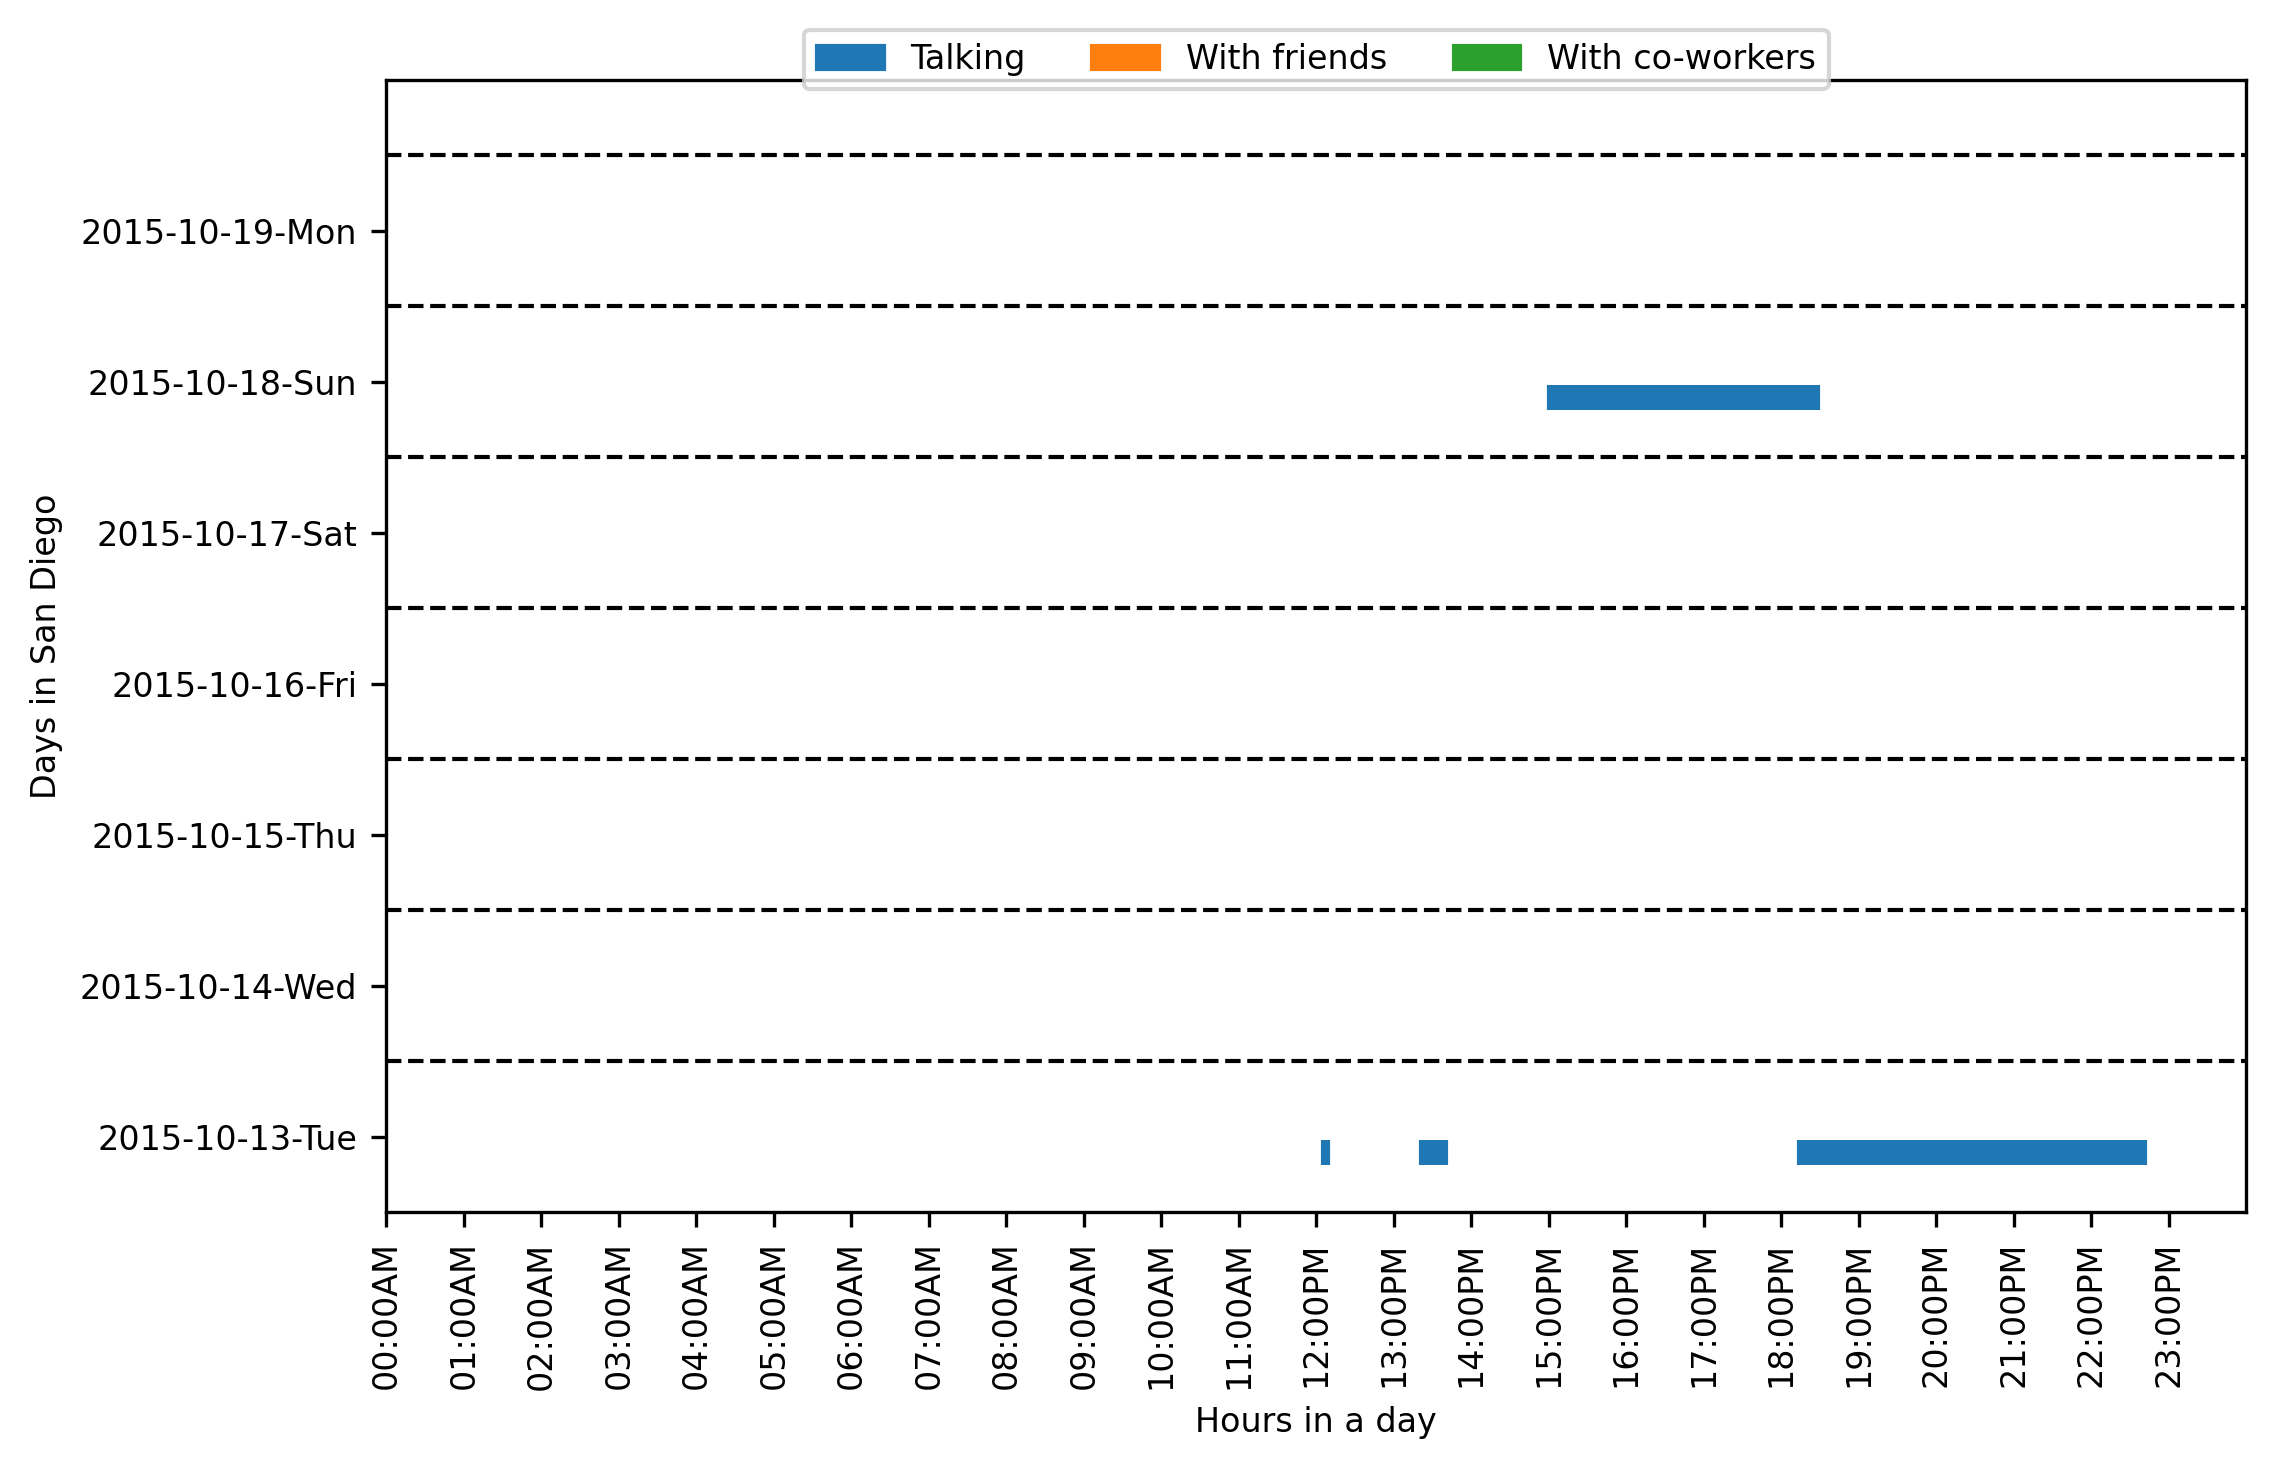 Talking With friends With co-workers
2015-10-19-Mon
2015-10-18-Sun
2015-10-17-Sat
2015-10-16-Fri
2015-10-15-Thu
2015-10-14-Wed
2015-10-13-Tue
Days in San Diego
00:00AM
01:00AM
02:00AM
03:00AM
04:00AM
05:00AM
06:00AM
07:00AM
08:00AM
09:00AM
10:00AM
11:00AM
12:00PM
13:00PM
14:00PM
15:00PM
16:00PM
17:00PM
18:00PM
19:00PM
20:00PM
21:00PM
22:00PM
23:00PM
Hours in a day